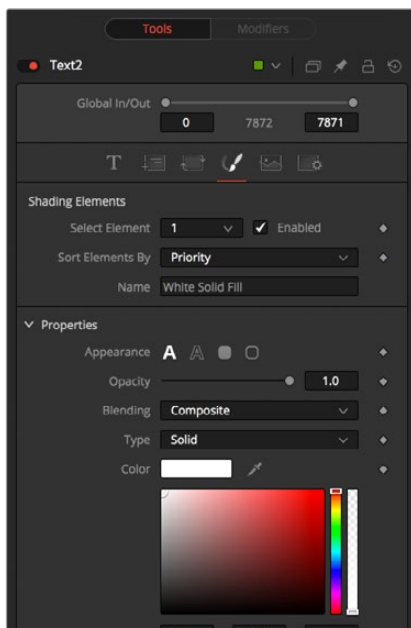 Tools Modifiers
Text2
Global In/Out
0 7872 7871
T
Shading Elements
Select Element 1 Enabled
Sort Elements By Priority
Name White Solid Fill
Properties
Appearance A A
Opacity 1.0
Blending Composite
Type Solid
Color